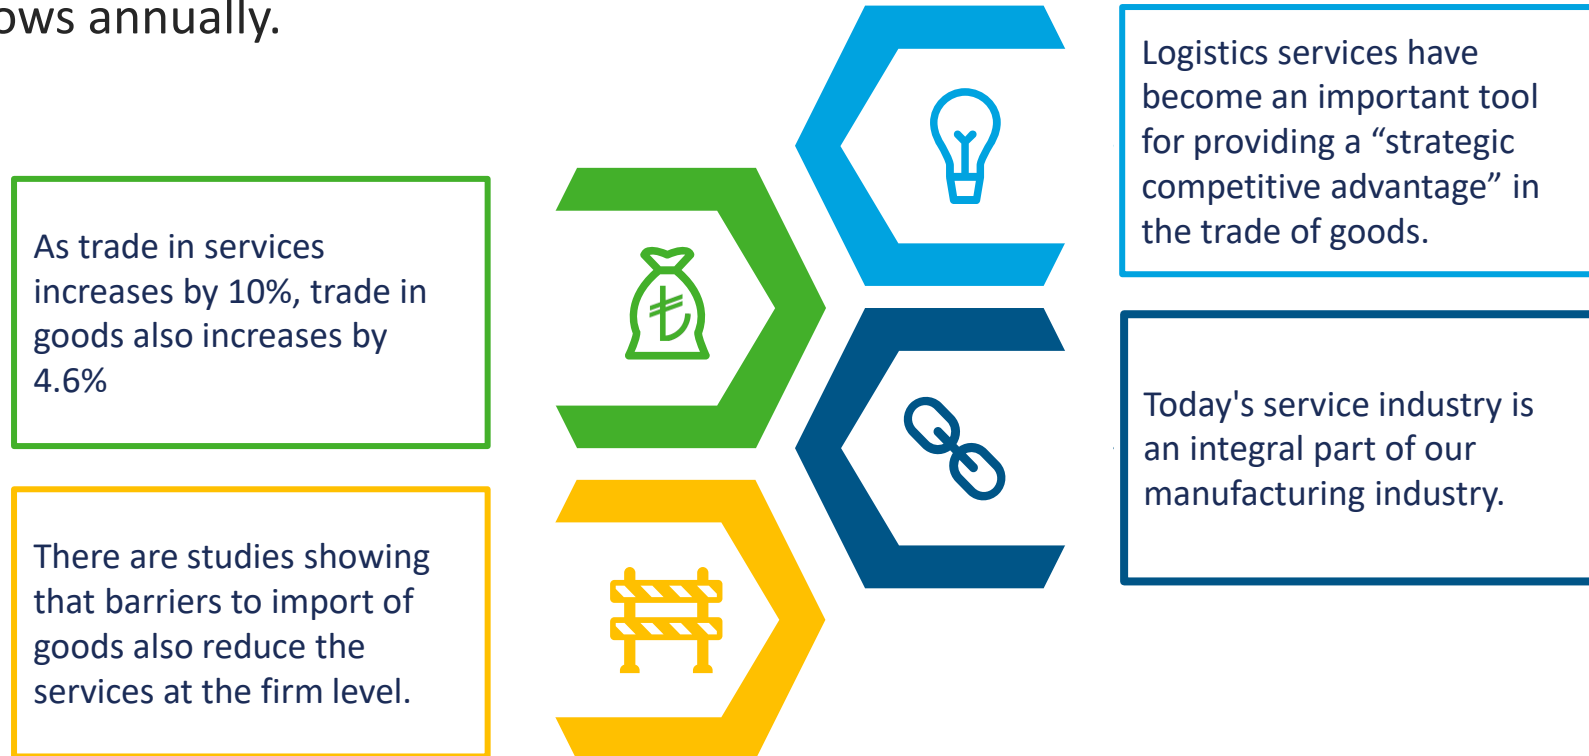 ows annually.
Logistics services have
become an important tool
for providing a “strategic
competitive advantage” in
the trade of goods.
As trade in services
increases by 10%, trade in
goods also increases by
4.6%
Today's service industry is
an integral part of our
manufacturing industry.
There are studies showing
that barriers to import of
goods also reduce the
services at the firm level.